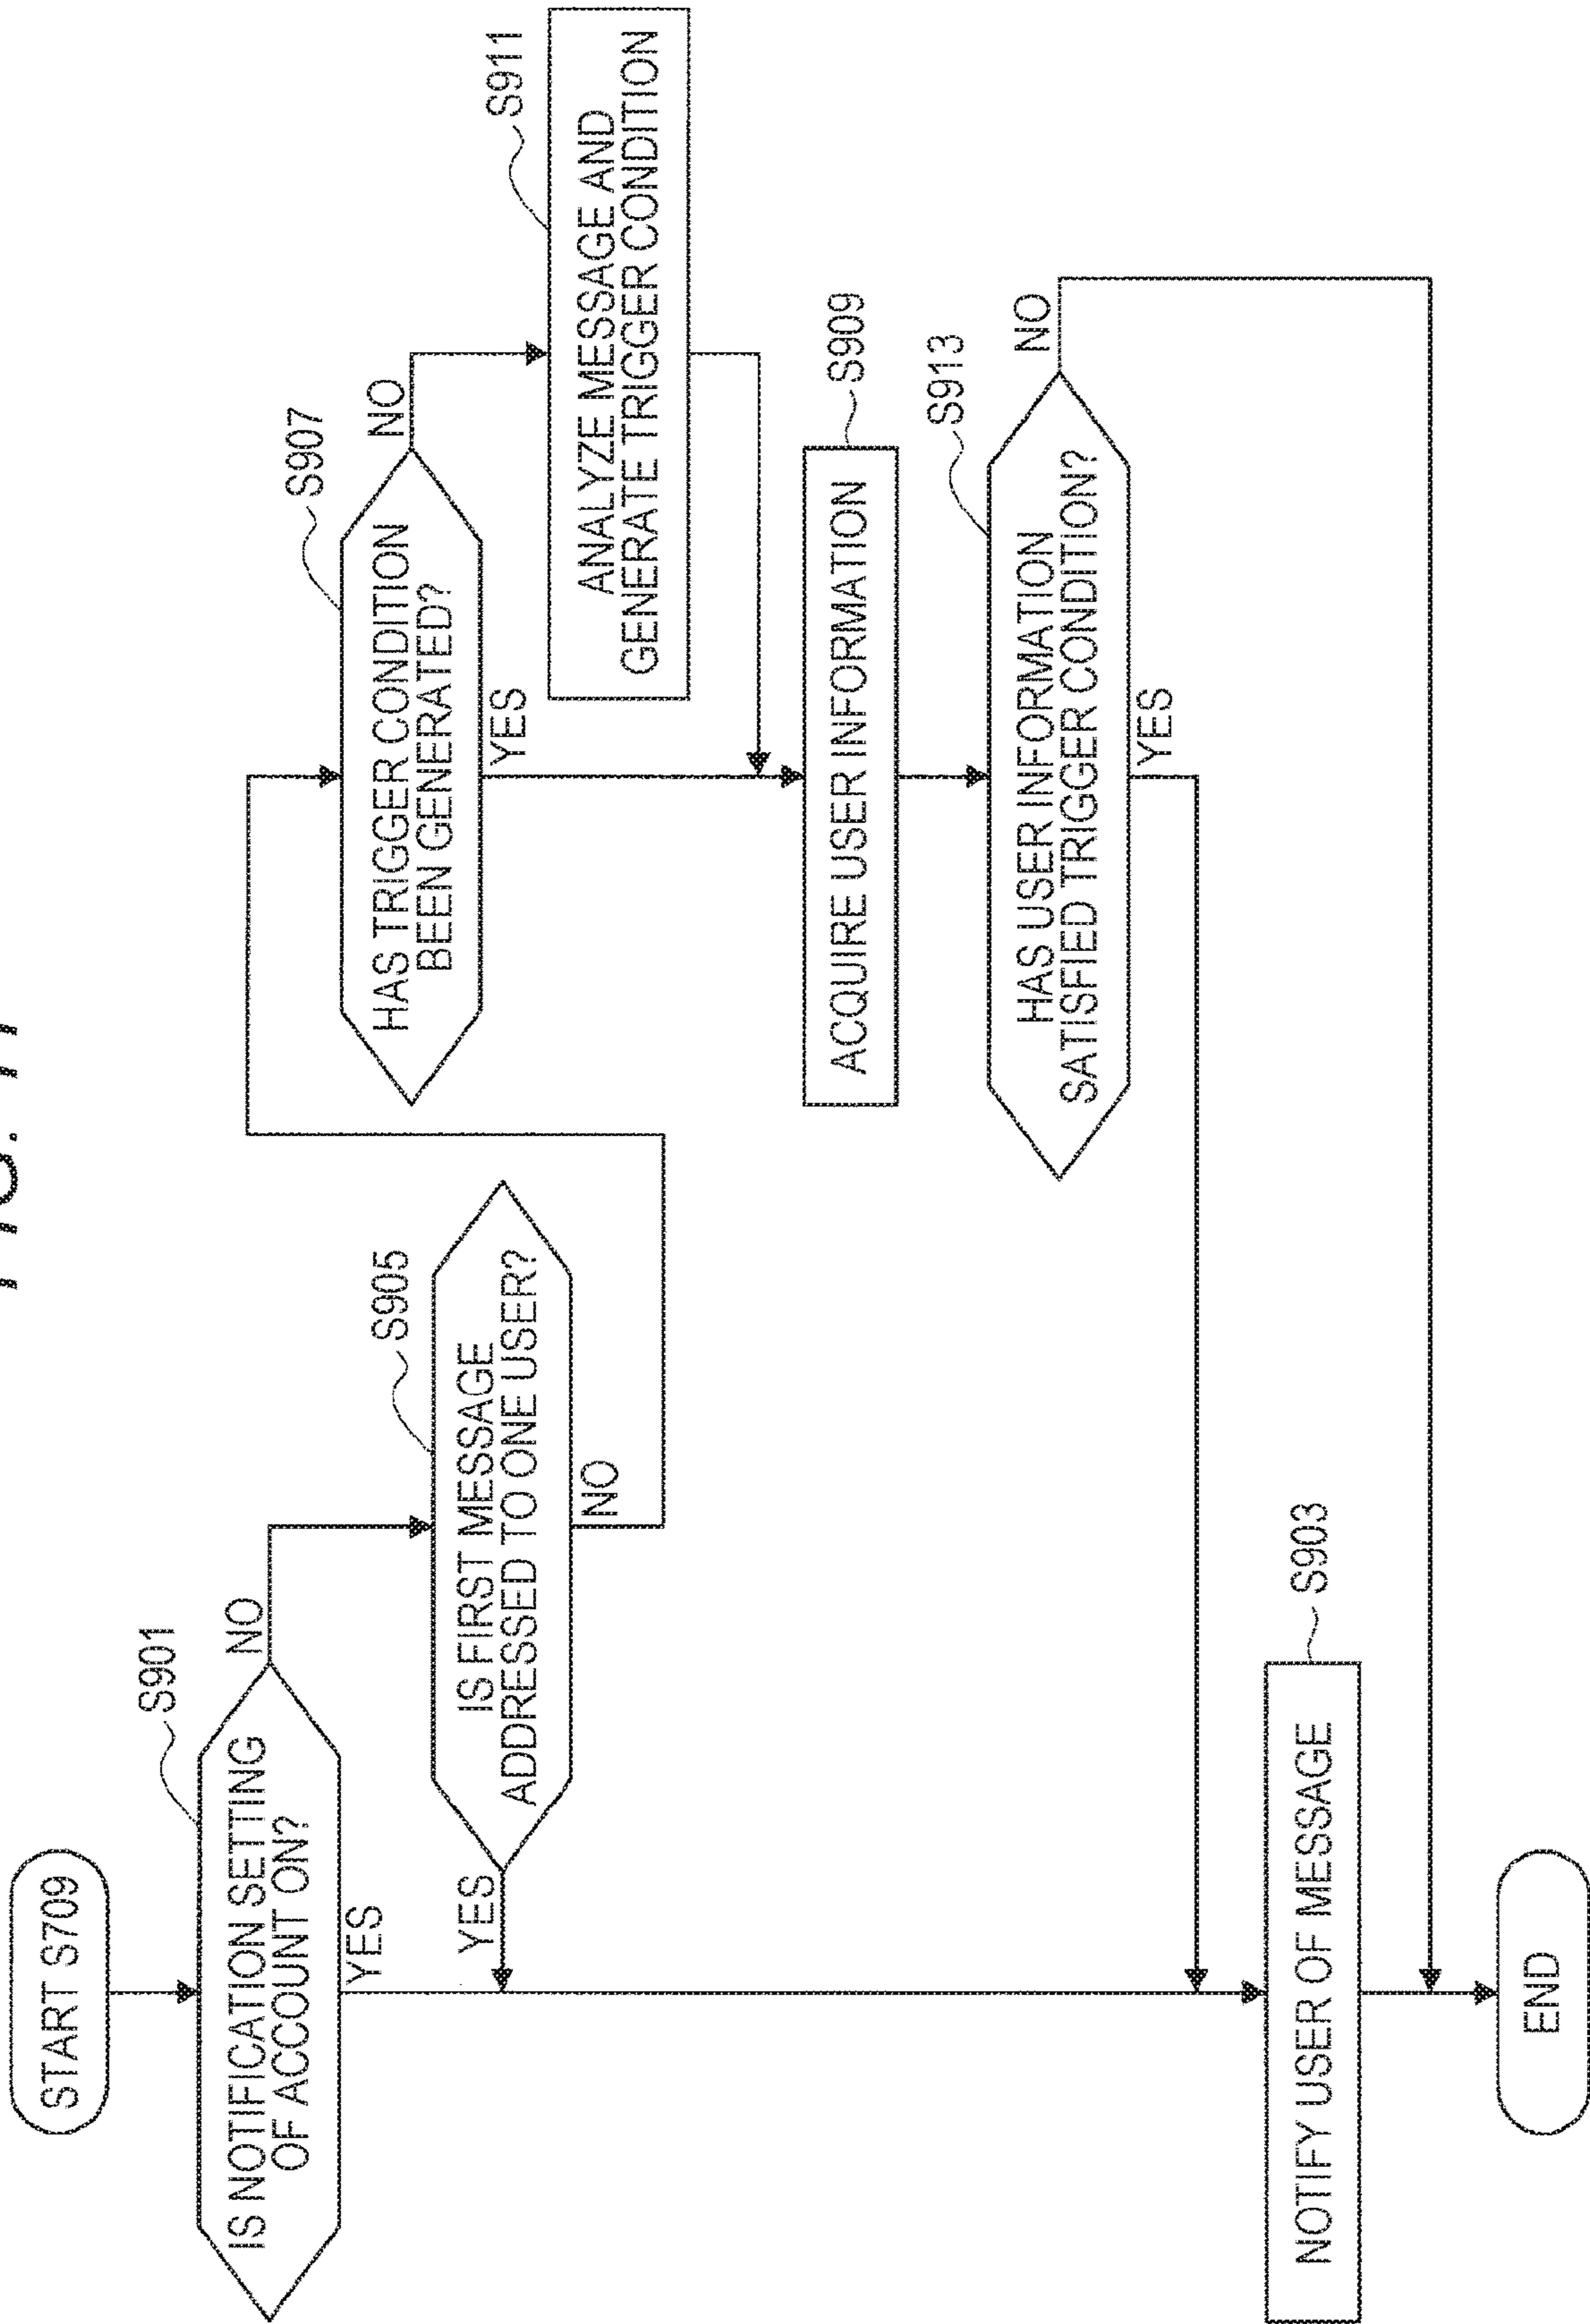 FIG. 11
START S709
S901
IS NOTIFICATION SETTING
OF ACCOUNT ON?
NO
YES
S905
IS FIRST MESSAGE
ADDRESSED TO ONE USER?
YES
NO
S907
HAS TRIGGER CONDITION
BEEN GENERATED?
NO
YES
S911
ANALYZE MESSAGE AND
GENERATE TRIGGER CONDITION
S909
ACQUIRE USER INFORMATION
S913
HAS USER INFORMATION
SATISFIED TRIGGER CONDITION?
NO
YES
S903
NOTIFY USER OF MESSAGE
END